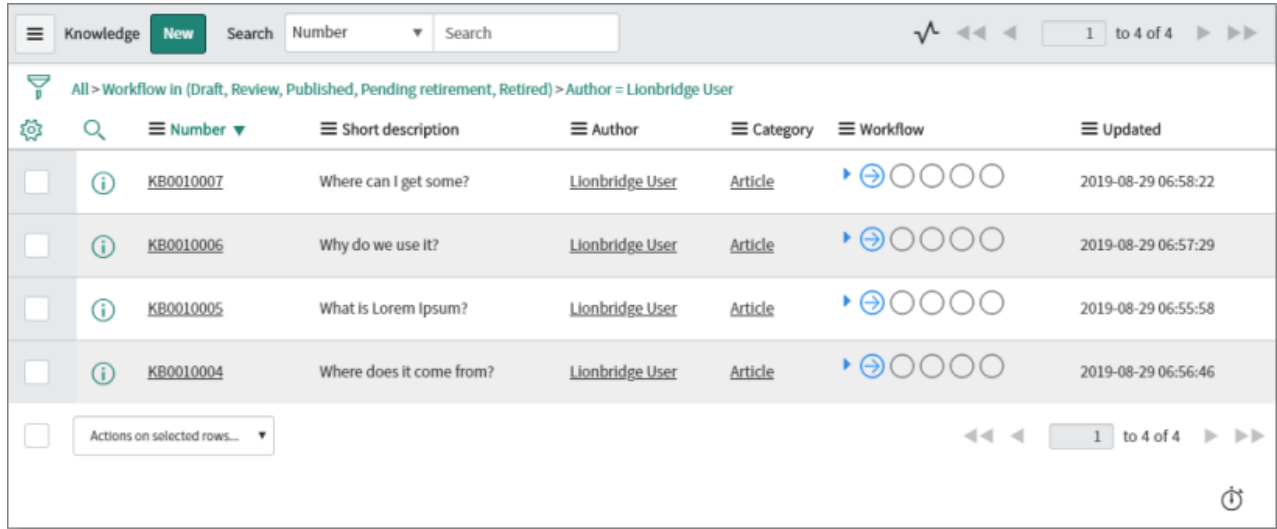 Knowledge New Search Number Search 1 to 4 of 4
All > Workflow in (Draft, Review, Published, Pending retirement, Retired) > Author = Lionbridge User
Number Short description Author Category Workflow Updated
KB0010007 Where can I get some? Lionbridge User Article 2019-08-29 06:58:22
KB0010006 Why do we use it? Lionbridge User Article 2019-08-29 06:57:29
KB0010005 What is Lorem Ipsum? Lionbridge User Article 2019-08-29 06:55:58
KB0010004 Where does it come from? Lionbridge User Article 2019-08-29 06:56:46
Actions on selected rows... 1 to 4 of 4